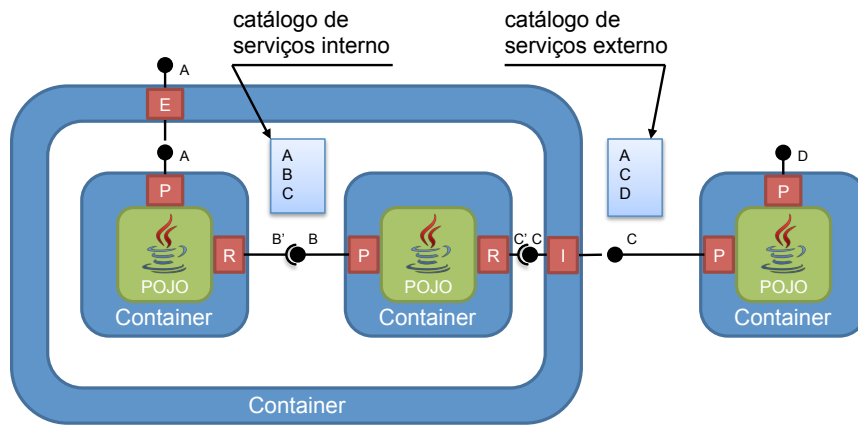 catálogo de
serviços interno
catálogo de
serviços externo
A
E
A
A
B
C
A
C
D
D
P
P
POJO
R
B'
B
P
POJO
R
C'
C
I
C
P
POJO
Container
Container
Container
Container